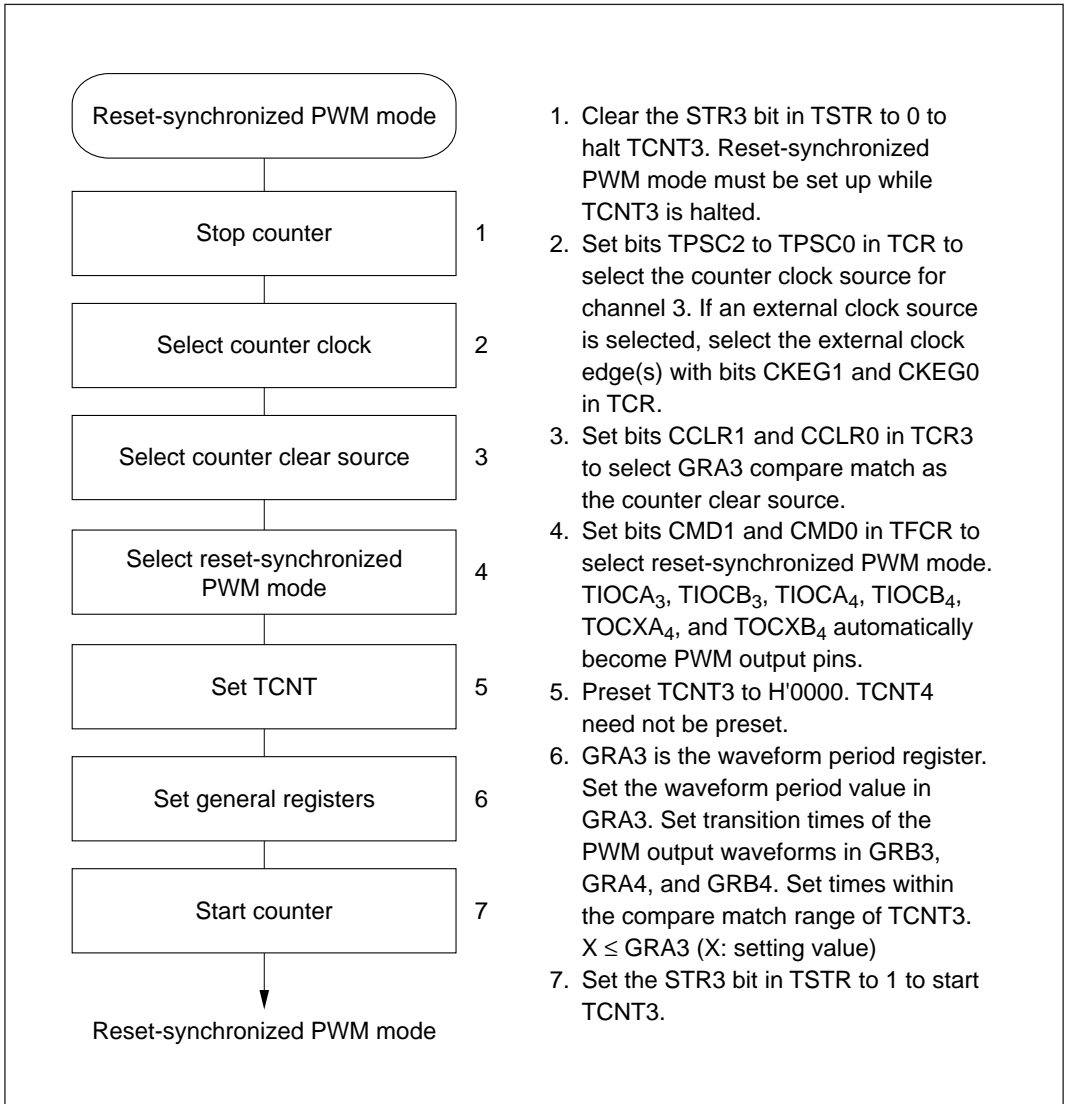 Reset-synchronized PWM mode
Stop counter
1
Select counter clock
2
Select counter clear source
3
Select reset-synchronized
PWM mode
4
Set TCNT
5
Set general registers
6
Start counter
7
Reset-synchronized PWM mode
1. Clear the STR3 bit in TSTR to 0 to
halt TCNT3. Reset-synchronized
PWM mode must be set up while
TCNT3 is halted.
2. Set bits TPSC2 to TPSC0 in TCR to
select the counter clock source for
channel 3. If an external clock source
is selected, select the external clock
edge(s) with bits CKEG1 and CKEG0
in TCR.
3. Set bits CCLR1 and CCLR0 in TCR3
to select GRA3 compare match as
the counter clear source.
4. Set bits CMD1 and CMD0 in TFCR to
select reset-synchronized PWM mode.
TIOCA₃, TIOCB₃, TIOCA₄, TIOCB₄,
TOCXA₄, and TOCXB₄ automatically
become PWM output pins.
5. Preset TCNT3 to H'0000. TCNT4
need not be preset.
6. GRA3 is the waveform period register.
Set the waveform period value in
GRA3. Set transition times of the
PWM output waveforms in GRB3,
GRA4, and GRB4. Set times within
the compare match range of TCNT3.
X ≤ GRA3 (X: setting value)
7. Set the STR3 bit in TSTR to 1 to start
TCNT3.